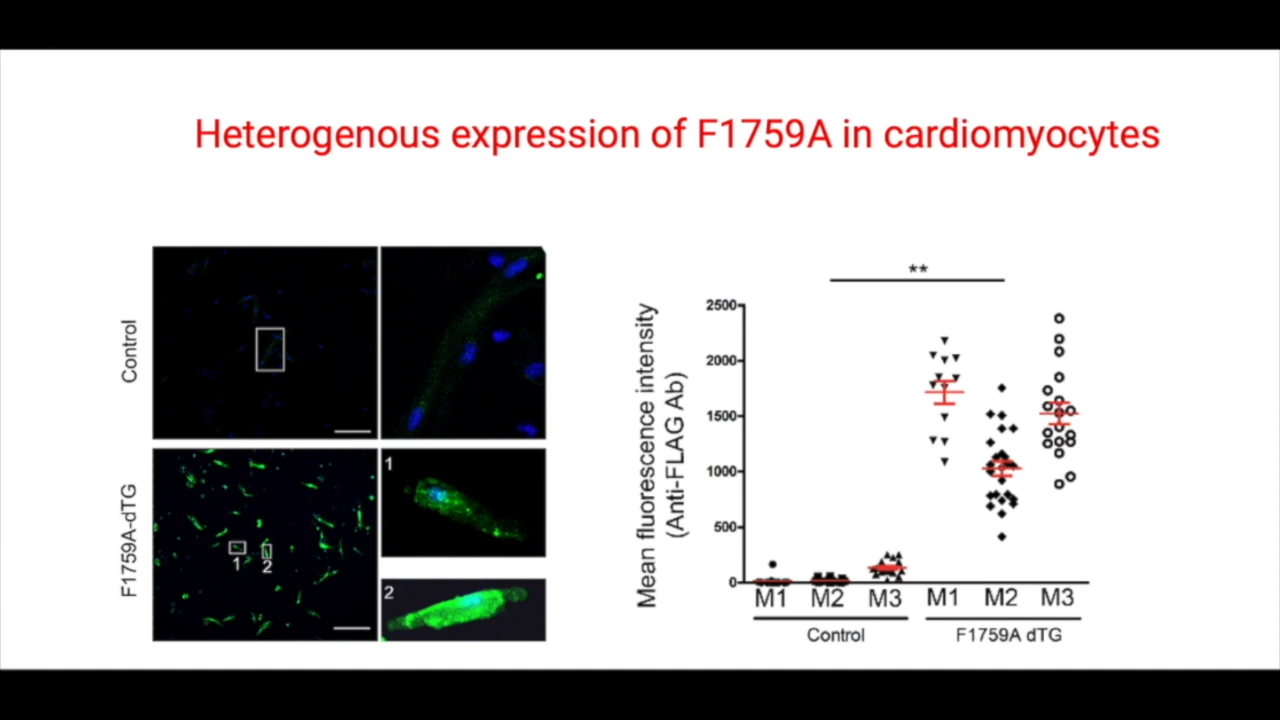 Heterogenous expression of F1759A in cardiomyocytes
Control
F1759A-dTG
1
2
1
2
Mean fluorescence intensity
(Anti-FLAG Ab)
**
2500
2000
1500
1000
500
0
M1 M2 M3 M1 M2 M3
Control F1759A dTG